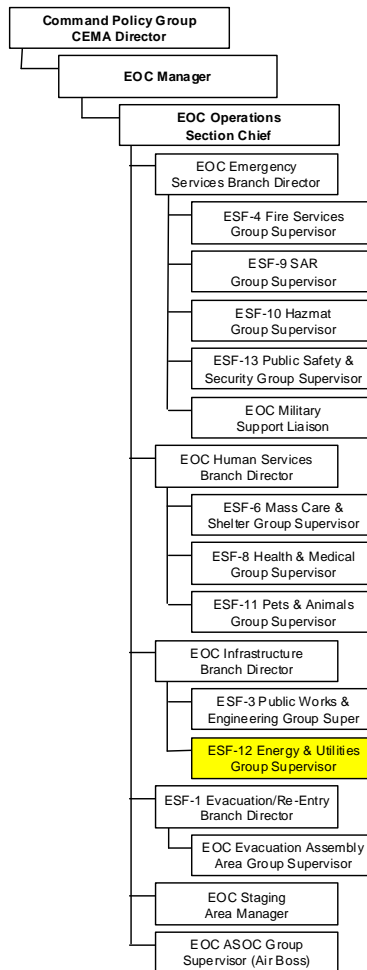 Command Policy Group
CEMA Director
EOC Manager
EOC Operations
Section Chief
EOC Emergency
Services Branch Director
ESF-4 Fire Services
Group Supervisor
ESF-9 SAR
Group Supervisor
ESF-10 Hazmat
Group Supervisor
ESF-13 Public Safety &
Security Group Supervisor
EOC Military
Support Liaison
EOC Human Services
Branch Director
ESF-6 Mass Care &
Shelter Group Supervisor
ESF-8 Health & Medical
Group Supervisor
ESF-11 Pets & Animals
Group Supervisor
EOC Infrastructure
Branch Director
ESF-3 Public Works &
Engineering Group Super
ESF-12 Energy & Utilities
Group Supervisor
ESF-1 Evacuation/Re-Entry
Branch Director
EOC Evacuation Assembly
Area Group Supervisor
EOC Staging
Area Manager
EOC ASOC Group
Supervisor (Air Boss)